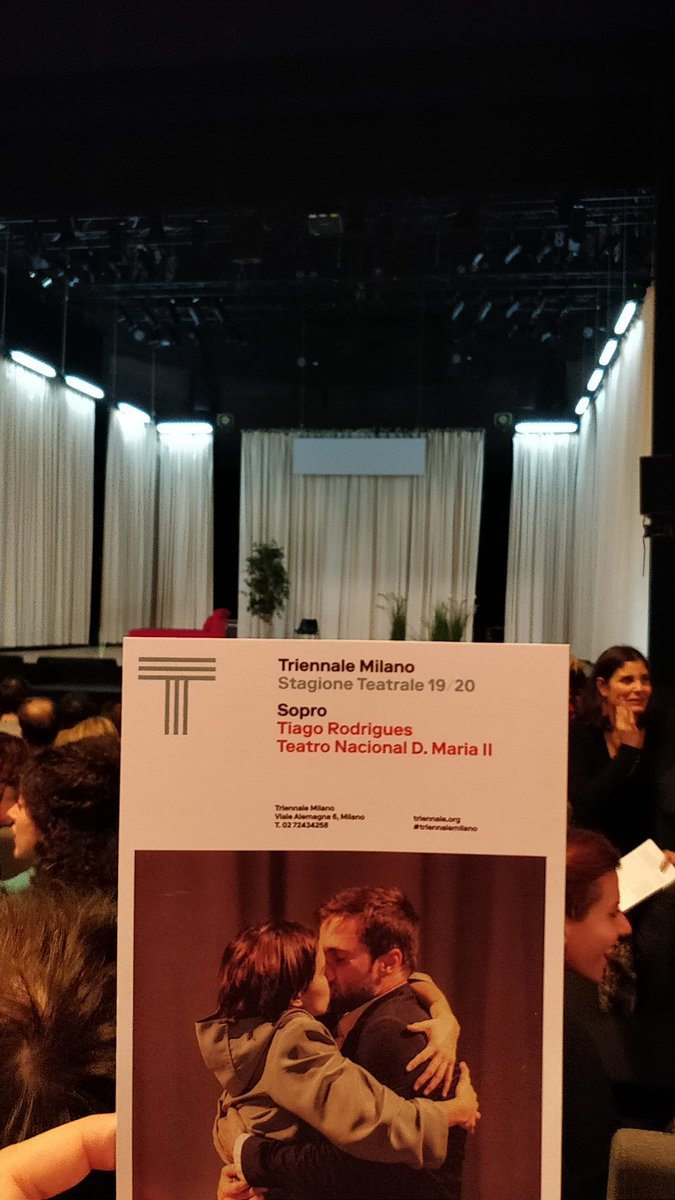 Triennale Milano
Stagione Teatrale 19/20
Sopro
Tiago Rodrigues
Teatro Nacional D. Maria II
Triennale Milano
Viale Alemagna 6, Milano
T. 02 72434258
triennale.org
#triennalemilano